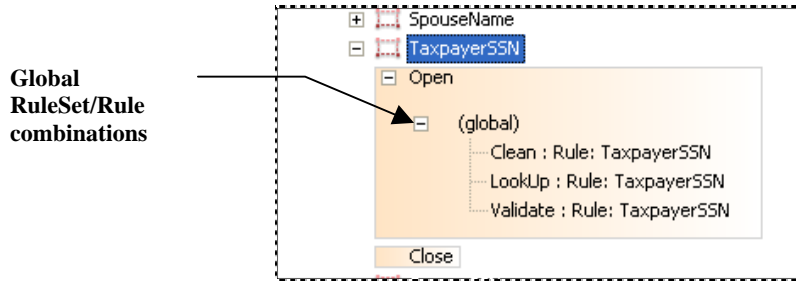 SpouseName
TaxpayerSSN
Open
Global
RuleSet/Rule
combinations
(global)
Clean : Rule: TaxpayerSSN
LookUp : Rule: TaxpayerSSN
Validate : Rule: TaxpayerSSN
Close